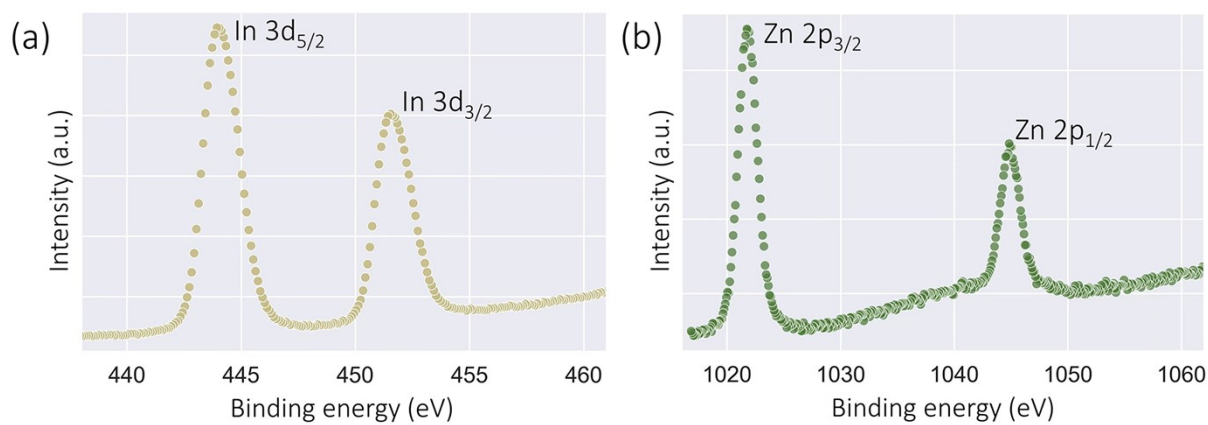 (a)
In 3d5/2
In 3d3/2
Intensity (a.u.)
440 445 450 455 460
Binding energy (eV)
(b)
Zn 2p3/2
Zn 2p1/2
Intensity (a.u.)
1020 1030 1040 1050 1060
Binding energy (eV)